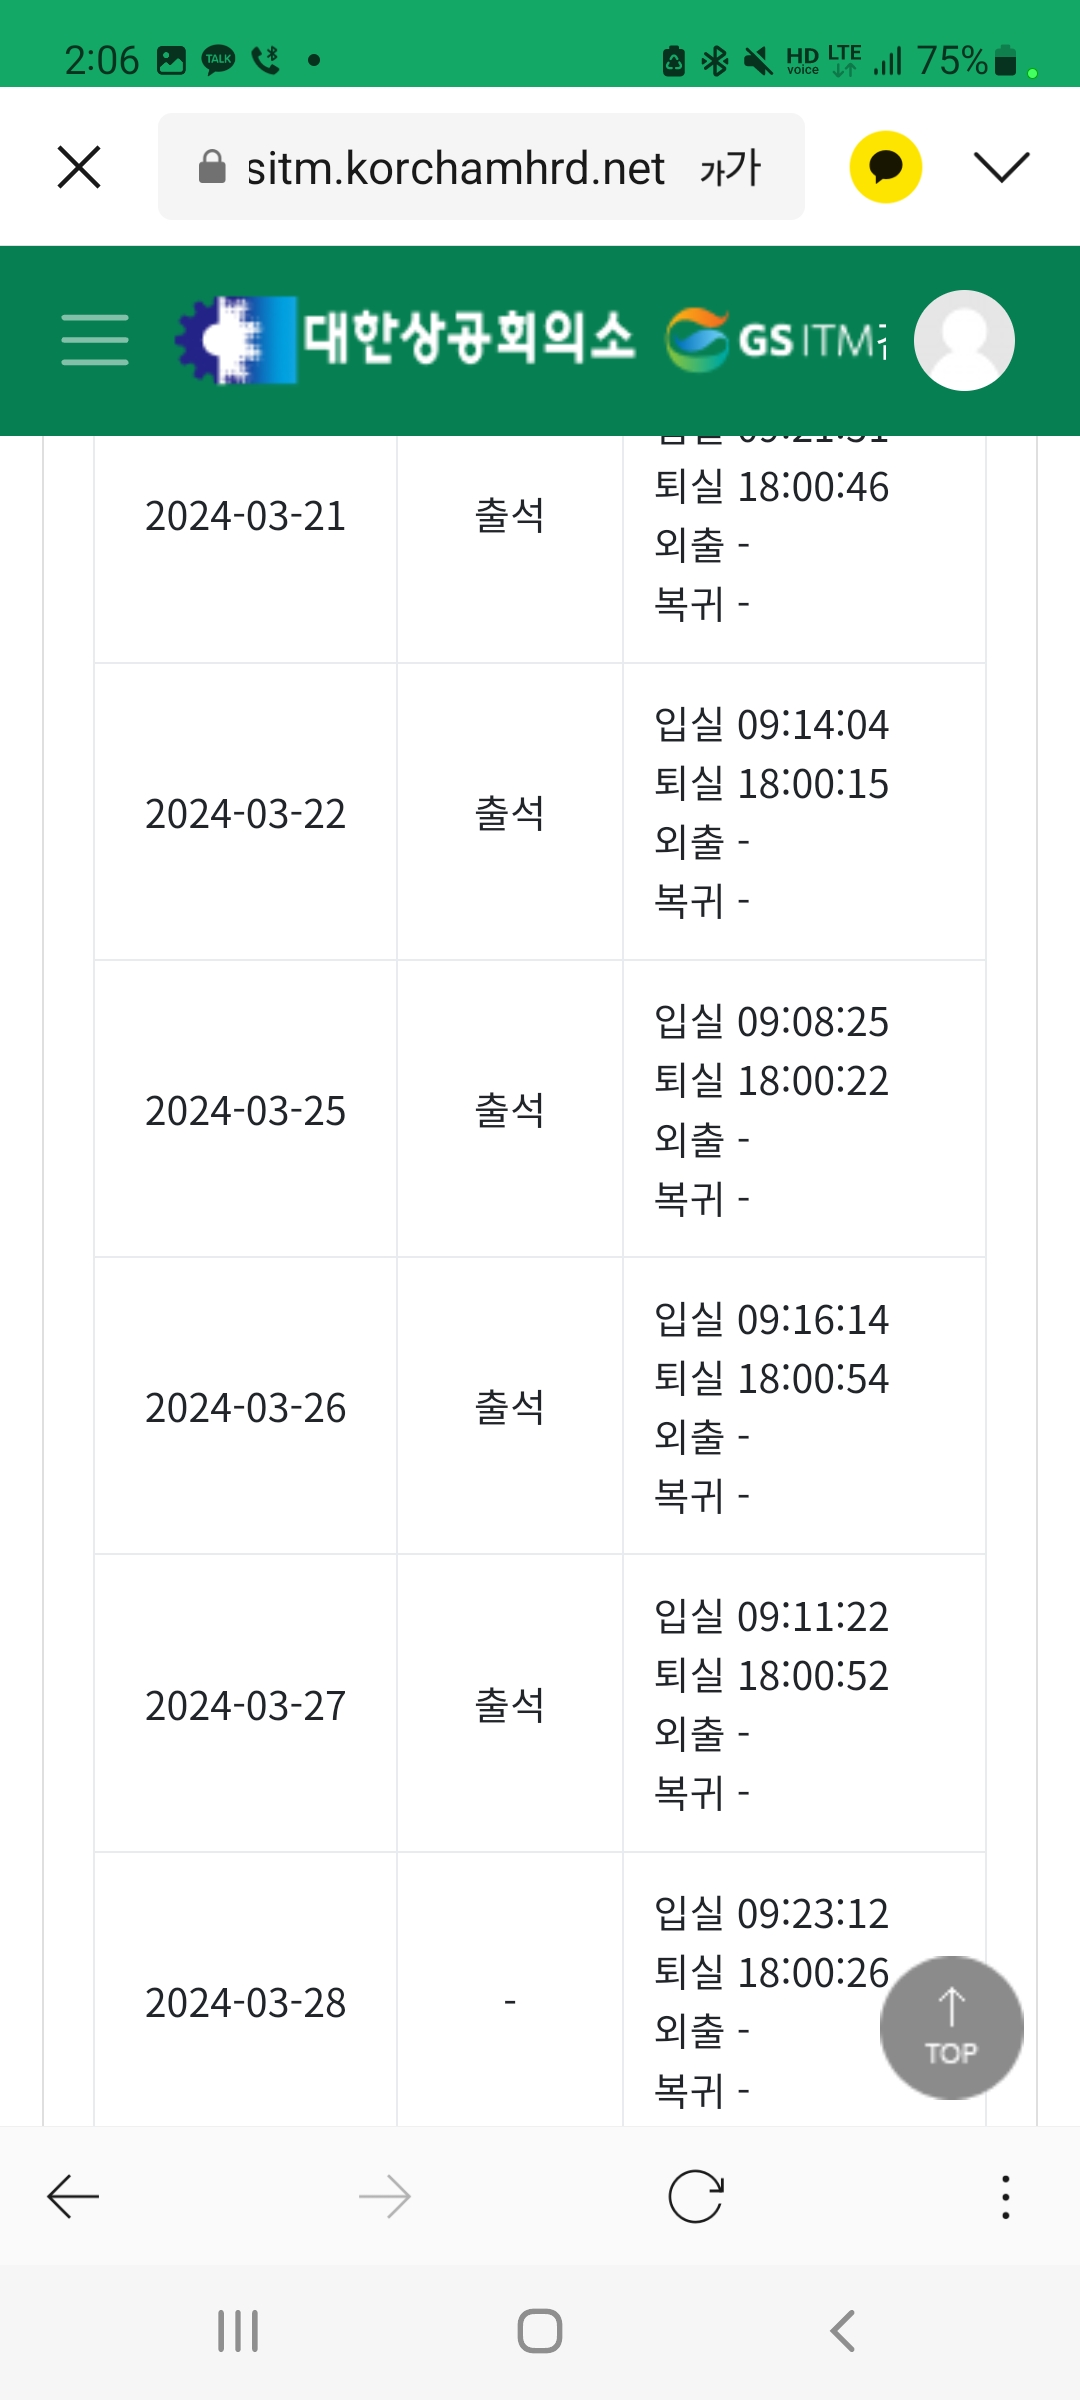 2:06 TALK HD voice LTE 75%
sitm.korchamhrd.net 가가
대한상공회의소 GS ITM
2024-03-21 출석
퇴실 18:00:46
외출 -
복귀 -
2024-03-22 출석
입실 09:14:04
퇴실 18:00:15
외출 -
복귀 -
2024-03-25 출석
입실 09:08:25
퇴실 18:00:22
외출 -
복귀 -
2024-03-26 출석
입실 09:16:14
퇴실 18:00:54
외출 -
복귀 -
2024-03-27 출석
입실 09:11:22
퇴실 18:00:52
외출 -
복귀 -
2024-03-28 -
입실 09:23:12
퇴실 18:00:26
외출 -
복귀 -
TOP